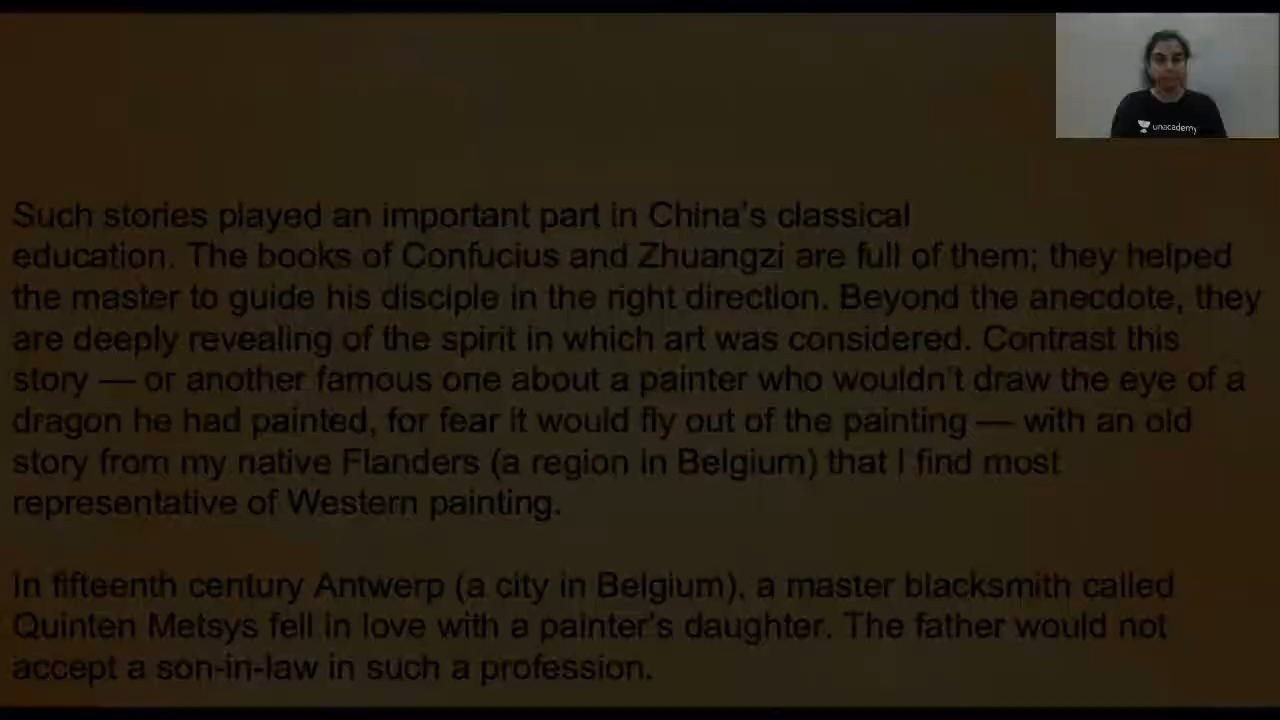 unacademy
Such stories played an important part in China's classical
education. The books of Confucius and Zhuangzi are full of them; they helped
the master to guide his disciple in the right direction. Beyond the anecdote, they
are deeply revealing of the spirit in which art was considered. Contrast this
story — or another famous one about a painter who wouldn't draw the eye of a
dragon he had painted, for fear it would fly out of the painting — with an old
story from my native Flanders (a region in Belgium) that I find most
representative of Western painting.
In fifteenth century Antwerp (a city in Belgium), a master blacksmith called
Quinten Metsys fell in love with a painter's daughter. The father would not
accept a son-in-law in such a profession.